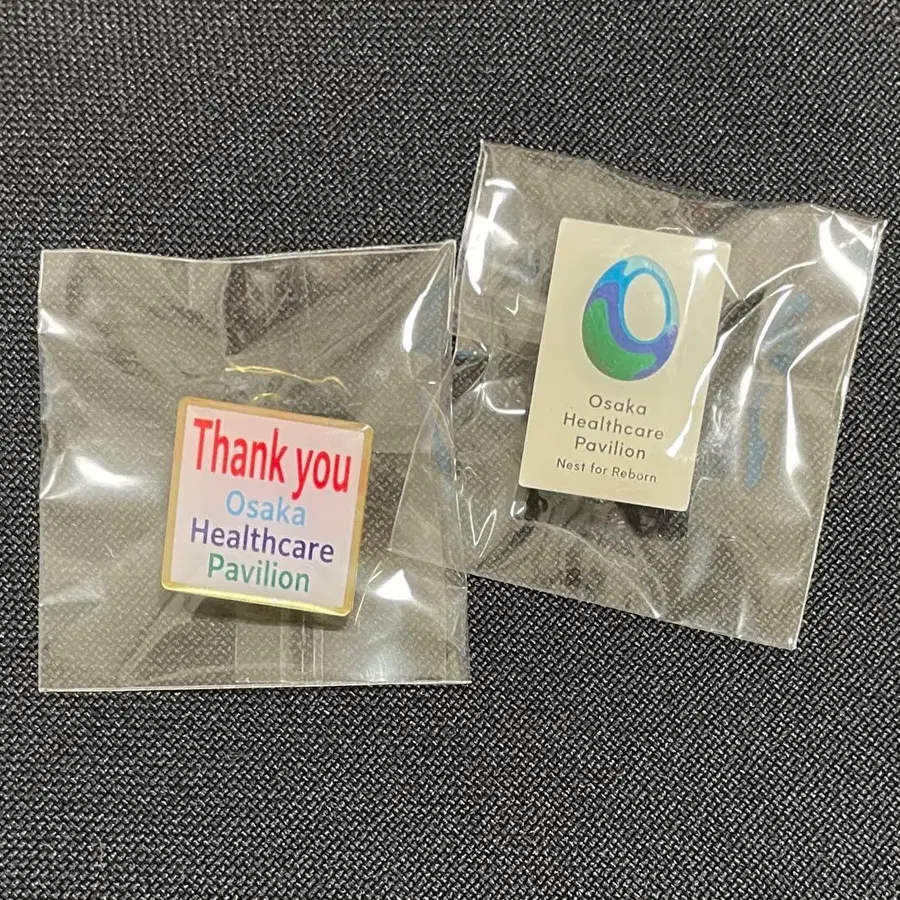 Thank you
Osaka
Healthcare
Pavilion
Osaka
Healthcare
Pavilion
Nest for Reborn